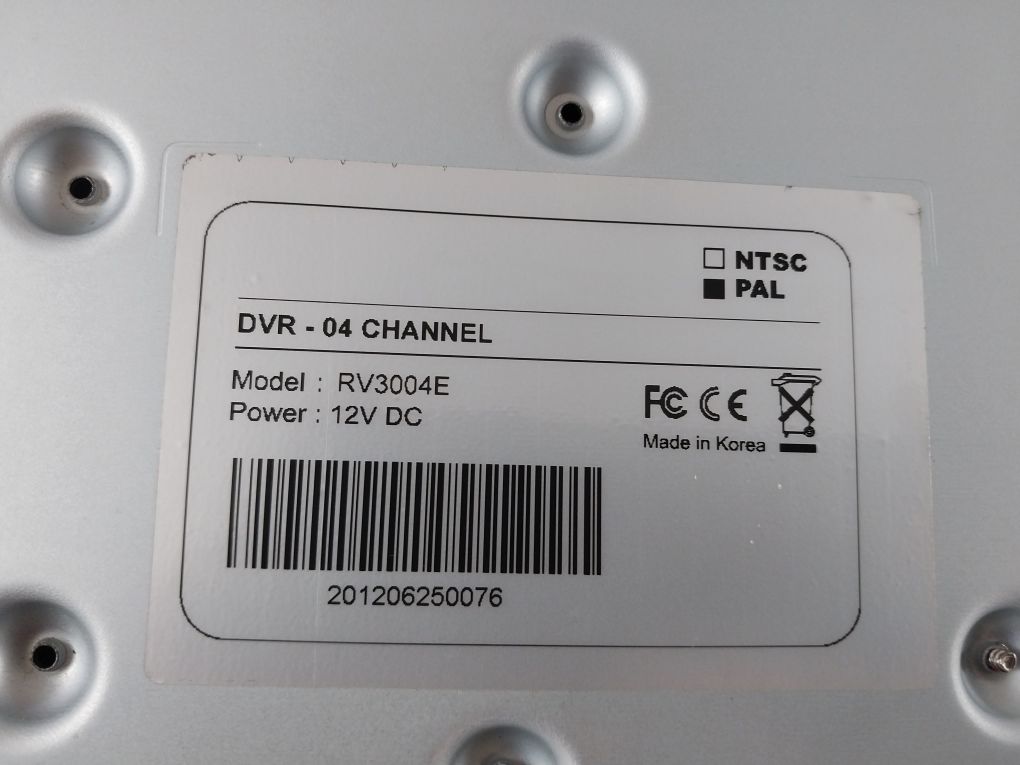 NTSC
PAL
DVR - 04 CHANNEL
Model : RV3004E
Power : 12V DC
FC CE
Made in Korea
201206250076